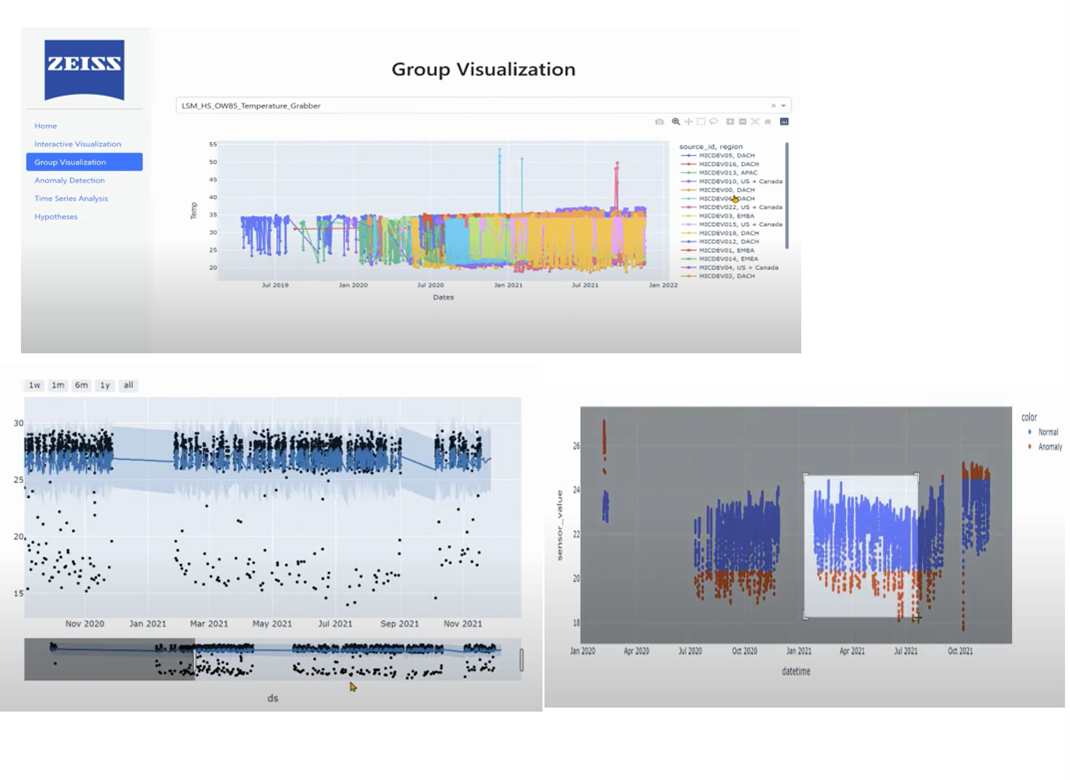 ZEISS
Group Visualization
LSM_HS_OW85_Temperature_Grabber
Home
Interactive Visualization
Group Visualization
Anomaly Detection
Time Series Analysis
Hypotheses
55
50
45
40
35
30
25
20
Temp
Jul 2019
Jan 2020
Jul 2020
Jan 2021
Jul 2021
Jan 2022
Dates
source_id, region
MICDEV05, DACH
MICDEV016, DACH
MICDEV013, APAC
MICDEV010, US + Canada
MICDEV00, DACH
DACH
MICDEV022, US + Canada
MICDEV03, EMEA
MICDEV015, US + Canada
MICDEV018, DACH
MICDEV012, DACH
MICDEV01, EMEA
MICDEV014, EMEA
MICDEV04, US + Canada
MICDEV02, DACH
1w 1m 6m 1y all
30
25
20
15
Nov 2020
Jan 2021
Mar 2021
May 2021
Jul 2021
Sep 2021
Nov 2021
ds
26
24
22
20
18
sensor_value
Jan 2020
Apr 2020
Jul 2020
Oct 2020
Jan 2021
Apr 2021
Jul 2021
Oct 2021
datetime
color
Normal
Anomaly